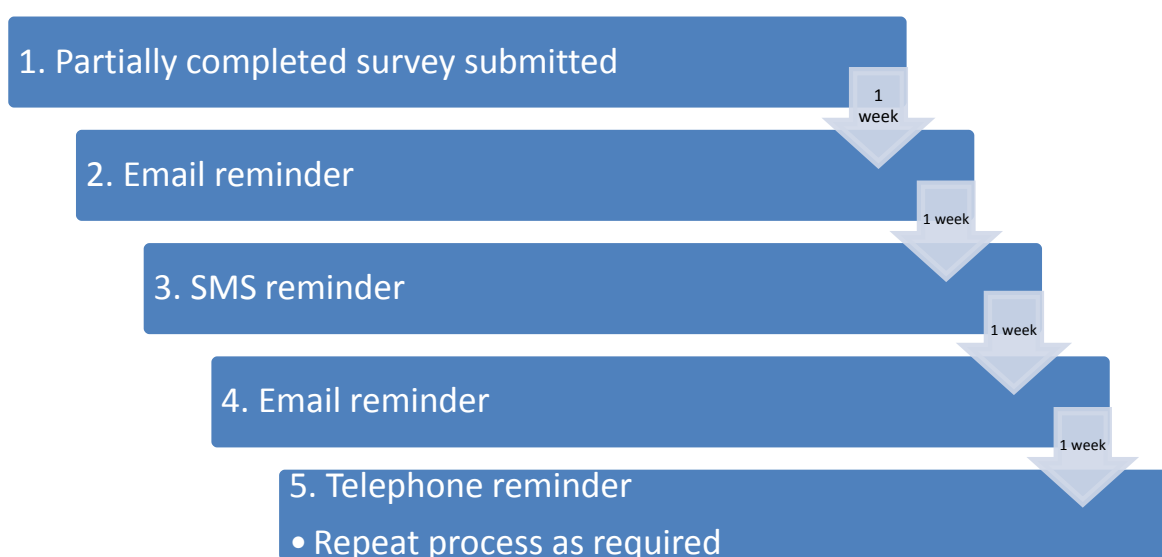 1. Partially completed survey submitted
1
week
2. Email reminder
1 week
3. SMS reminder
1 week
4. Email reminder
1 week
5. Telephone reminder
• Repeat process as required